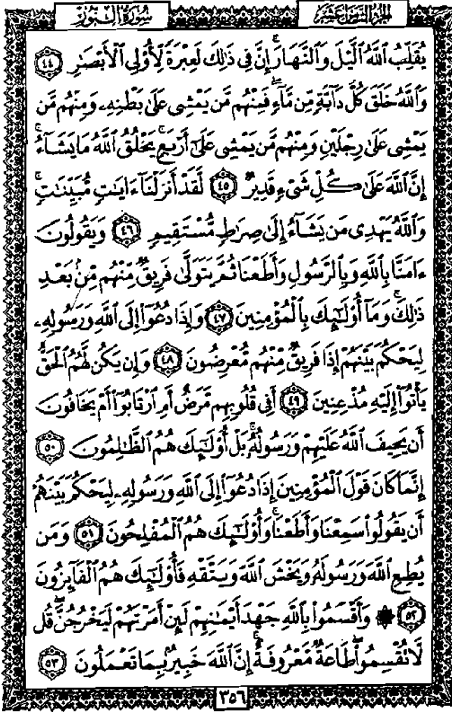 الجزء الثامن عشر
سُورَةُ النُّورِ
يُقَلِّبُ ٱللَّهُ ٱلَّيْلَ وَٱلنَّهَارَ ۚ إِنَّ فِى ذَٰلِكَ لَعِبْرَةً لِّأُو۟لِى ٱلْأَبْصَٰرِ ٤٤
وَٱللَّهُ خَلَقَ كُلَّ دَآبَّةٍ مِّن مَّآءٍ ۖ فَمِنْهُم مَّن يَمْشِى عَلَىٰ بَطْنِهِۦ وَمِنْهُم مَّن
يَمْشِى عَلَىٰ رِجْلَيْنِ وَمِنْهُم مَّن يَمْشِى عَلَىٰٓ أَرْبَعٍ ۚ يَخْلُقُ ٱللَّهُ مَا يَشَآءُ ۚ
إِنَّ ٱللَّهَ عَلَىٰ كُلِّ شَىْءٍ قَدِيرٌ ٤٥ لَّقَدْ أَنزَلْنَآ ءَايَٰتٍ مُّبَيِّنَٰتٍ ۚ
وَٱللَّهُ يَهْدِى مَن يَشَآءُ إِلَىٰ صِرَٰطٍ مُّسْتَقِيمٍ ٤٦ وَيَقُولُونَ
ءَامَنَّا بِٱللَّهِ وَبِٱلرَّسُولِ وَأَطَعْنَا ثُمَّ يَتَوَلَّىٰ فَرِيقٌ مِّنْهُم مِّنۢ بَعْدِ
ذَٰلِكَ ۚ وَمَآ أُو۟لَٰٓئِكَ بِٱلْمُؤْمِنِينَ ٤٧ وَإِذَا دُعُوٓا۟ إِلَى ٱللَّهِ وَرَسُولِهِۦ
لِيَحْكُمَ بَيْنَهُمْ إِذَا فَرِيقٌ مِّنْهُم مُّعْرِضُونَ ٤٨ وَإِن يَكُن لَّهُمُ ٱلْحَقُّ
يَأْتُوٓا۟ إِلَيْهِ مُذْعِنِينَ ٤٩ أَفِى قُلُوبِهِم مَّرَضٌ أَمِ ٱرْتَابُوٓا۟ أَمْ يَخَافُونَ
أَن يَحِيفَ ٱللَّهُ عَلَيْهِمْ وَرَسُولُهُۥ ۚ بَلْ أُو۟لَٰٓئِكَ هُمُ ٱلظَّٰلِمُونَ ٥٠
إِنَّمَا كَانَ قَوْلَ ٱلْمُؤْمِنِينَ إِذَا دُعُوٓا۟ إِلَى ٱللَّهِ وَرَسُولِهِۦ لِيَحْكُمَ بَيْنَهُمْ
أَن يَقُولُوا۟ سَمِعْنَا وَأَطَعْنَا ۚ وَأُو۟لَٰٓئِكَ هُمُ ٱلْمُفْلِحُونَ ٥١ وَمَن
يُطِعِ ٱللَّهَ وَرَسُولَهُۥ وَيَخْشَ ٱللَّهَ وَيَتَّقْهِ فَأُو۟لَٰٓئِكَ هُمُ ٱلْفَآئِزُونَ
٥٢ ۞ وَأَقْسَمُوا۟ بِٱللَّهِ جَهْدَ أَيْمَٰنِهِمْ لَئِنْ أَمَرْتَهُمْ لَيَخْرُجُنَّ ۖ قُل
لَّا تُقْسِمُوا۟ ۖ طَاعَةٌ مَّعْرُوفَةٌ ۚ إِنَّ ٱللَّهَ خَبِيرٌۢ بِمَا تَعْمَلُونَ ٥٣
٣٥٦